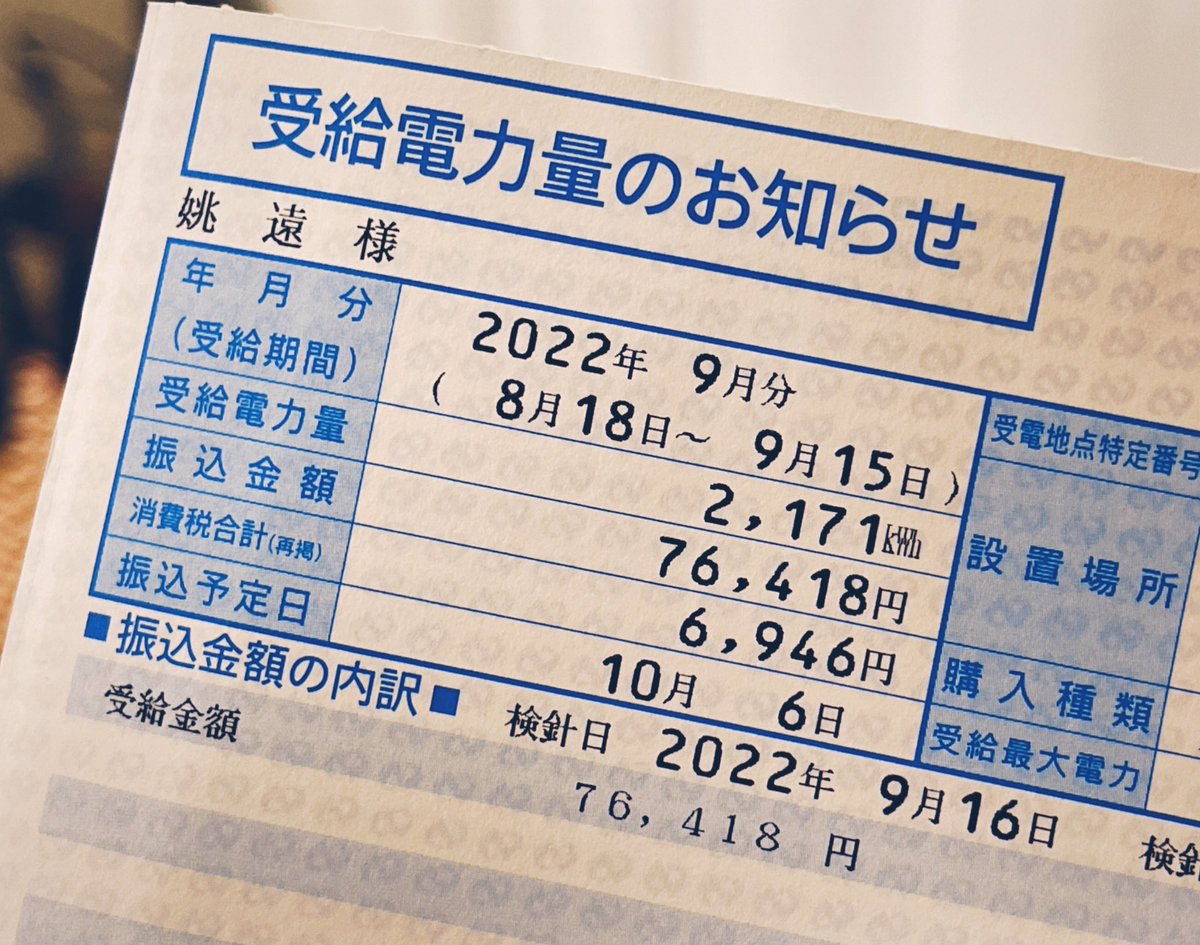 受給電力量のお知らせ
姚 遠 様
年月分
(受給期間)
2022年 9月分
( 8月18日～ 9月15日)
受給電力量
2,171kWh
振込金額
76,418円
消費税合計(再掲)
6,946円
振込予定日
10月 6日
受電地点特定番号
設置場所
購入種類
受給最大電力
■振込金額の内訳■
検針日 2022年 9月16日
検針
受給金額
76,418 円